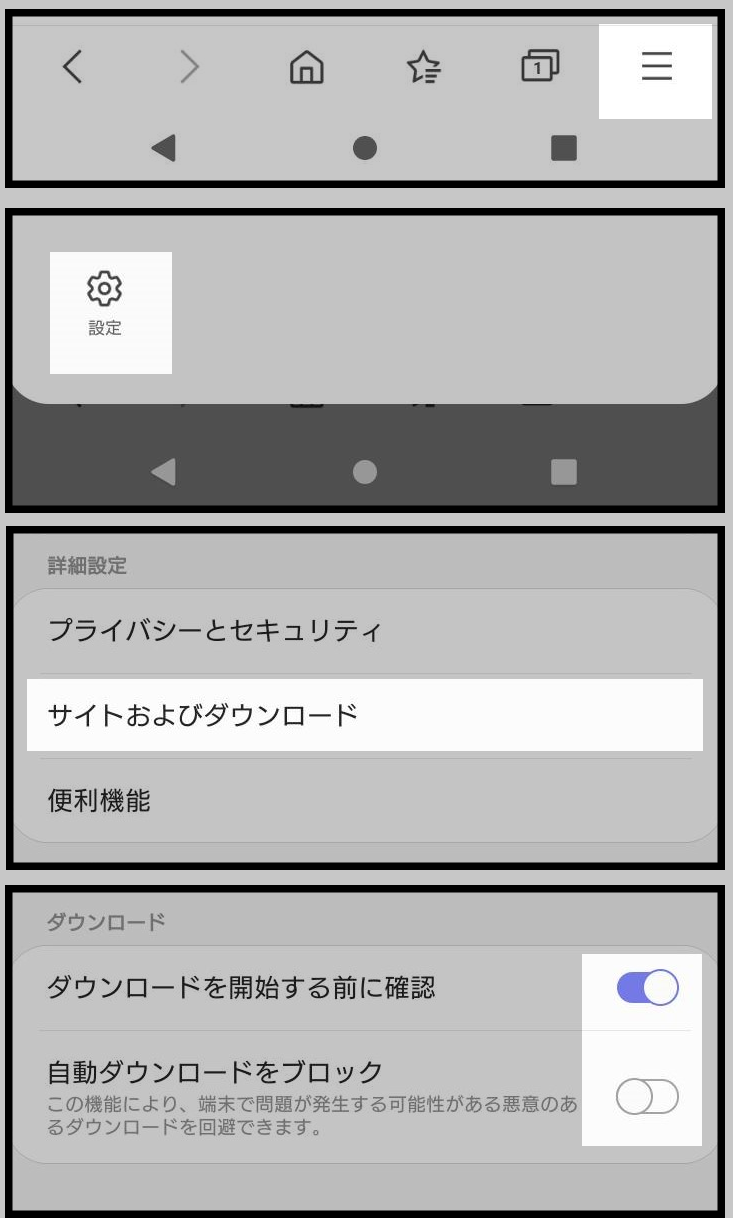 1
設定
詳細設定
プライバシーとセキュリティ
サイトおよびダウンロード
便利機能
ダウンロード
ダウンロードを開始する前に確認
自動ダウンロードをブロック
この機能により、端末で問題が発生する可能性がある悪意のあ
るダウンロードを回避できます。